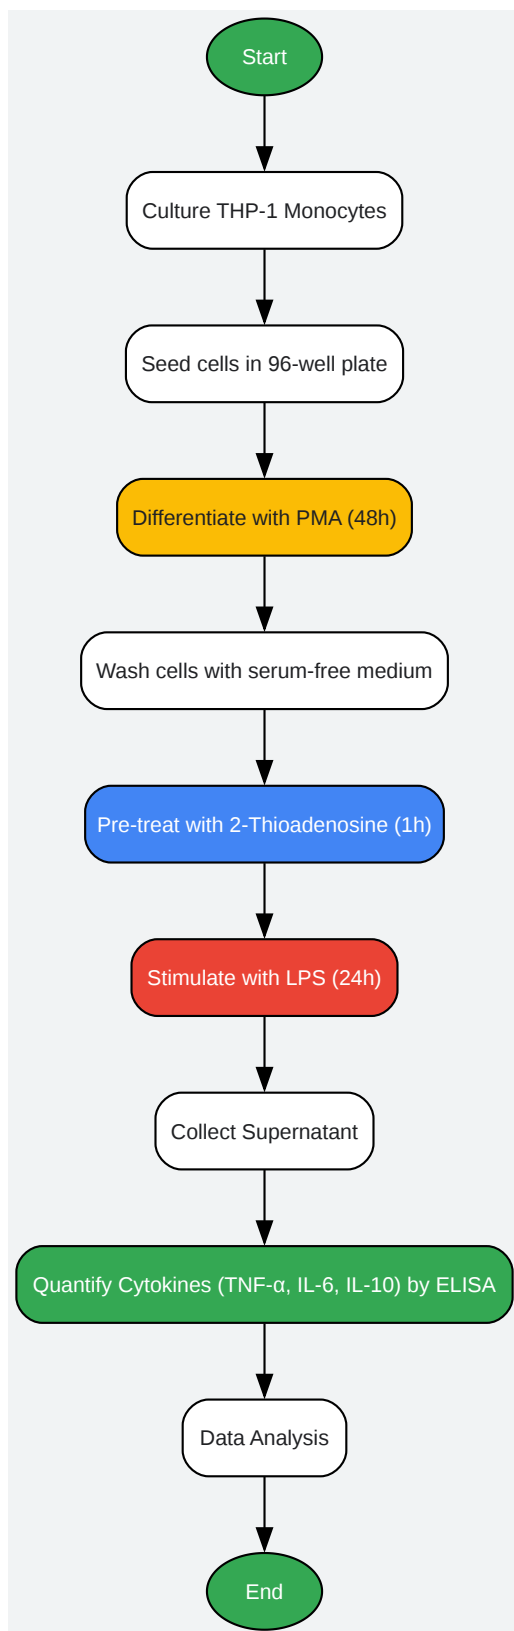 Start
Culture THP-1 Monocytes
Seed cells in 96-well plate
Differentiate with PMA (48h)
Wash cells with serum-free medium
Pre-treat with 2-Thioadenosine (1h)
Stimulate with LPS (24h)
Collect Supernatant
Quantify Cytokines (TNF-α, IL-6, IL-10) by ELISA
Data Analysis
End